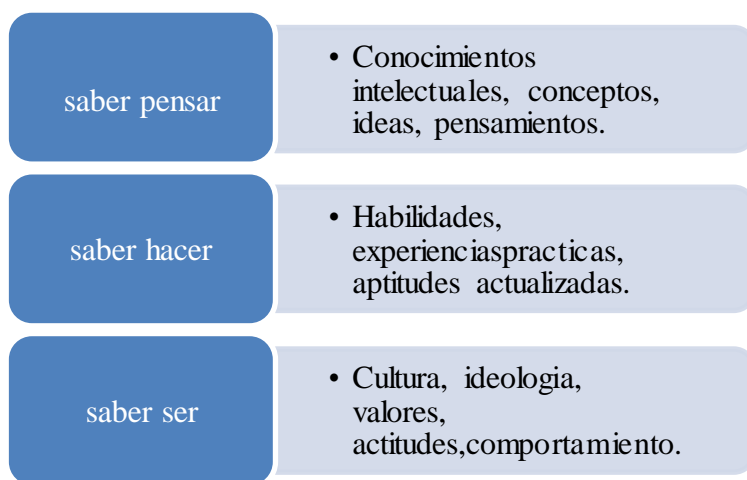 saber pensar
• Conocimientos
intelectuales, conceptos,
ideas, pensamientos.
saber hacer
• Habilidades,
experienciaspracticas,
aptitudes actualizadas.
saber ser
• Cultura, ideologia,
valores,
actitudes,comportamiento.